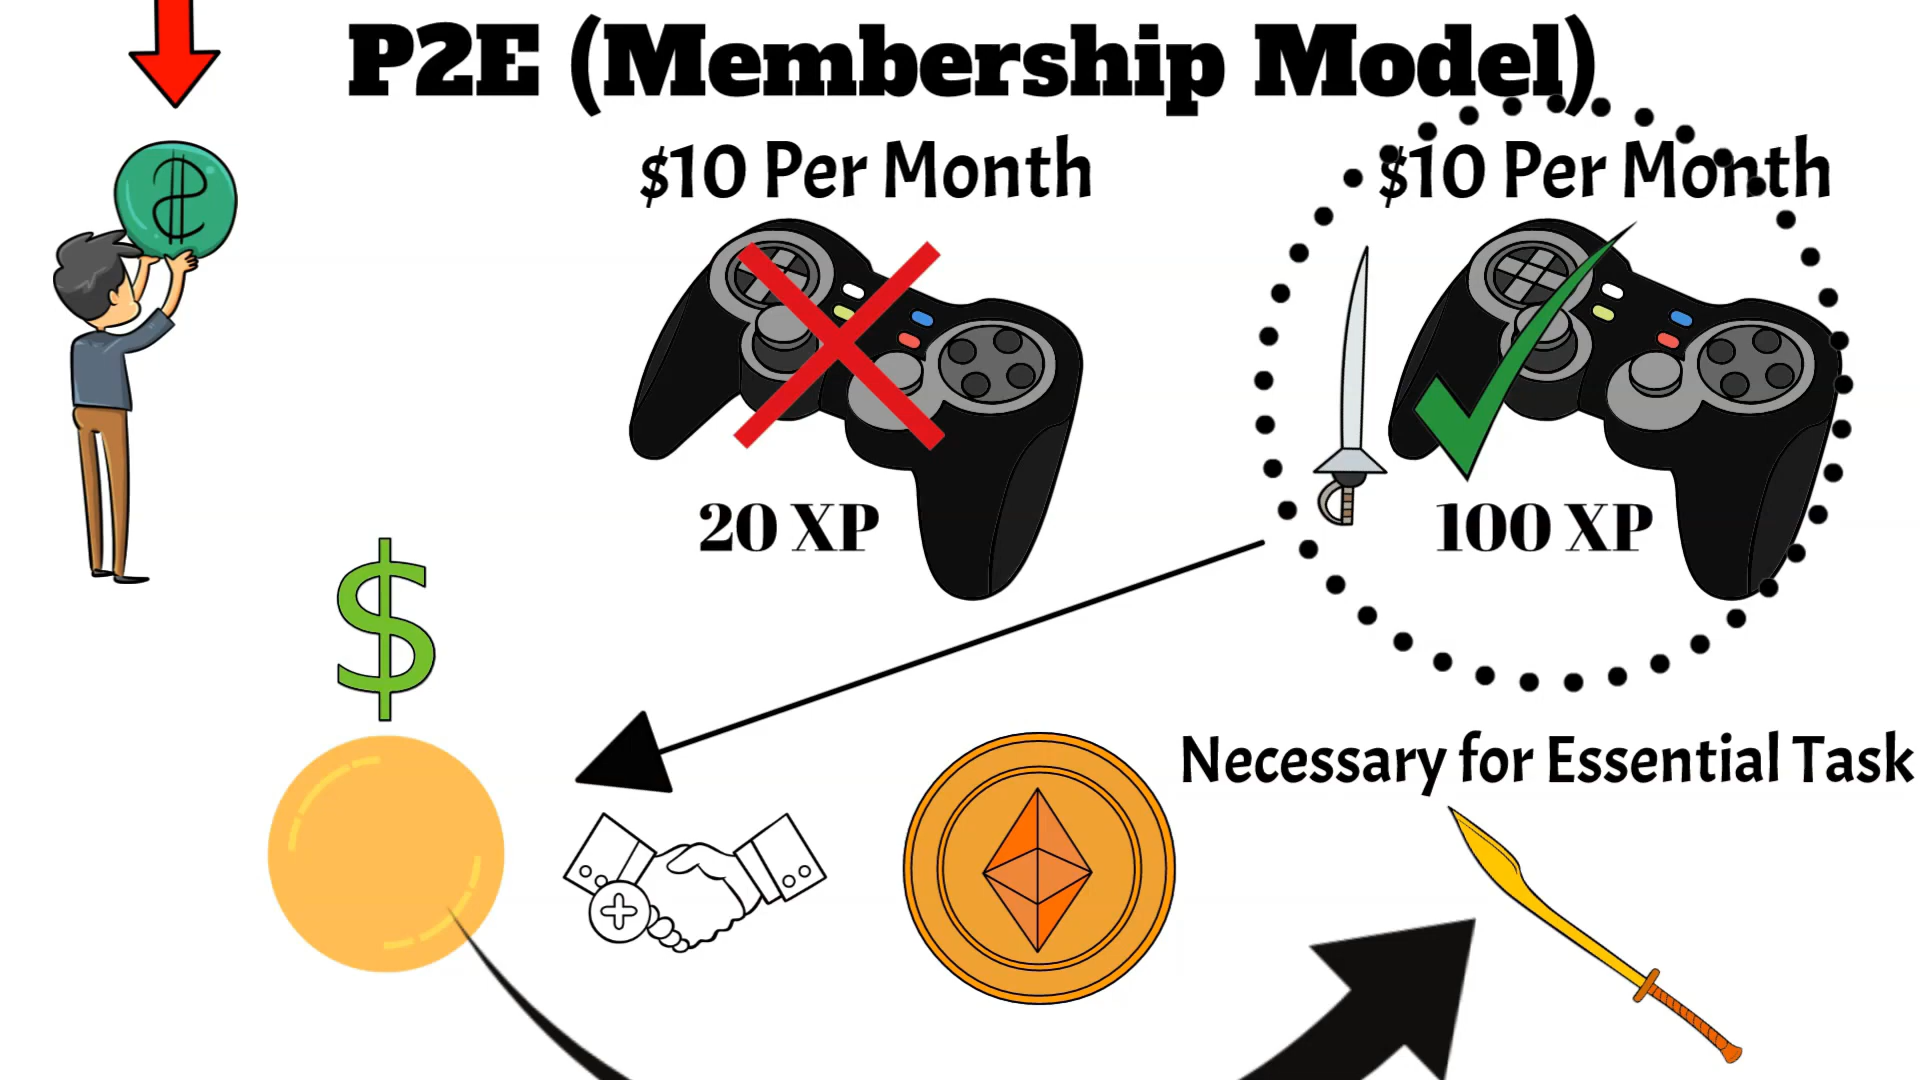 P2E (Membership Model)
$10 Per Month
$10 Per Month
20 XP
100 XP
$
Necessary for Essential Task